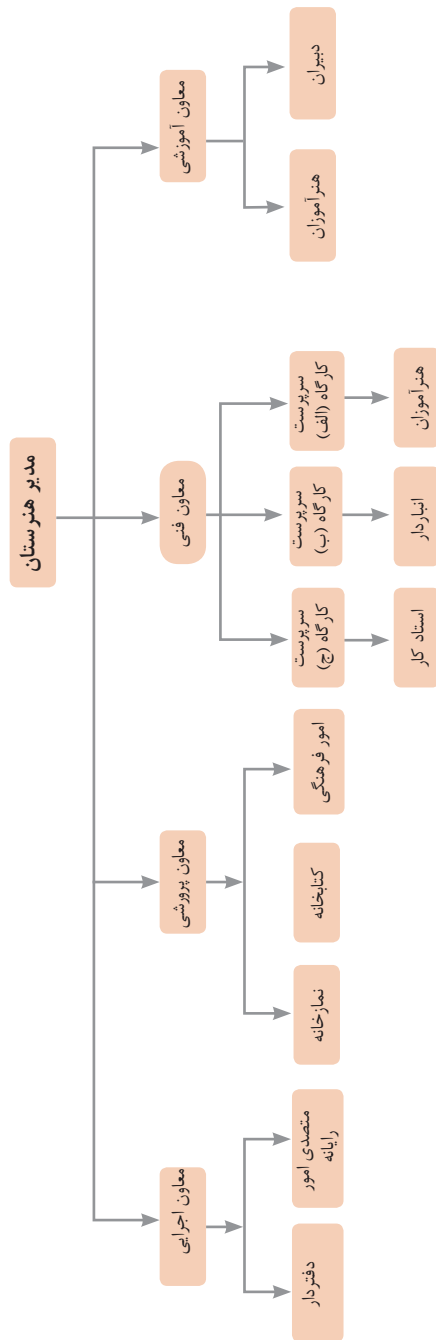 مدیر هنرستان
معاون آموزشی
معاون فنی
معاون پرورشی
معاون اجرایی
دبیران
هنرآموزان
سرپرست
کارگاه (الف)
سرپرست
کارگاه (ب)
سرپرست
کارگاه (ج)
امور فرهنگی
کتابخانه
نمازخانه
متصدی امور
رایانه
دفتردار
هنرآموزان
انباردار
استاد کار